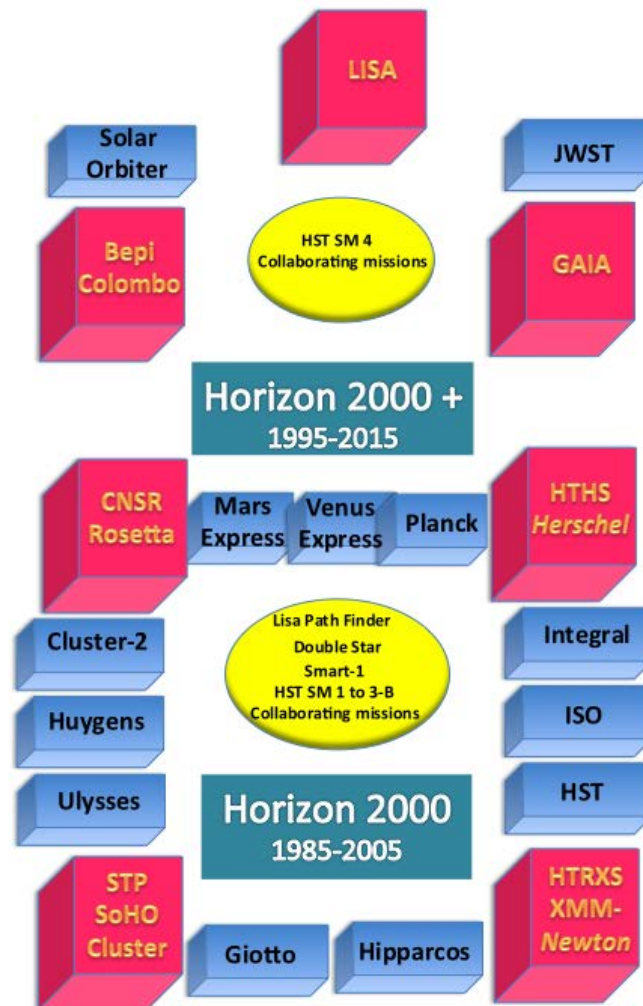 LISA
Solar
Orbiter
JWST
Bepi
Colombo
HST SM 4
Collaborating missions
GAIA
Horizon 2000 +
1995-2015
CNSR
Rosetta
Mars
Express
Venus
Express
Planck
HTHS
Herschel
Cluster-2
Lisa Path Finder
Double Star
Smart-1
HST SM 1 to 3-B
Collaborating missions
Integral
Huygens
ISO
Ulysses
Horizon 2000
1985-2005
HST
STP
SoHO
Cluster
Giotto
Hipparcos
HTRXS
XMM-
Newton